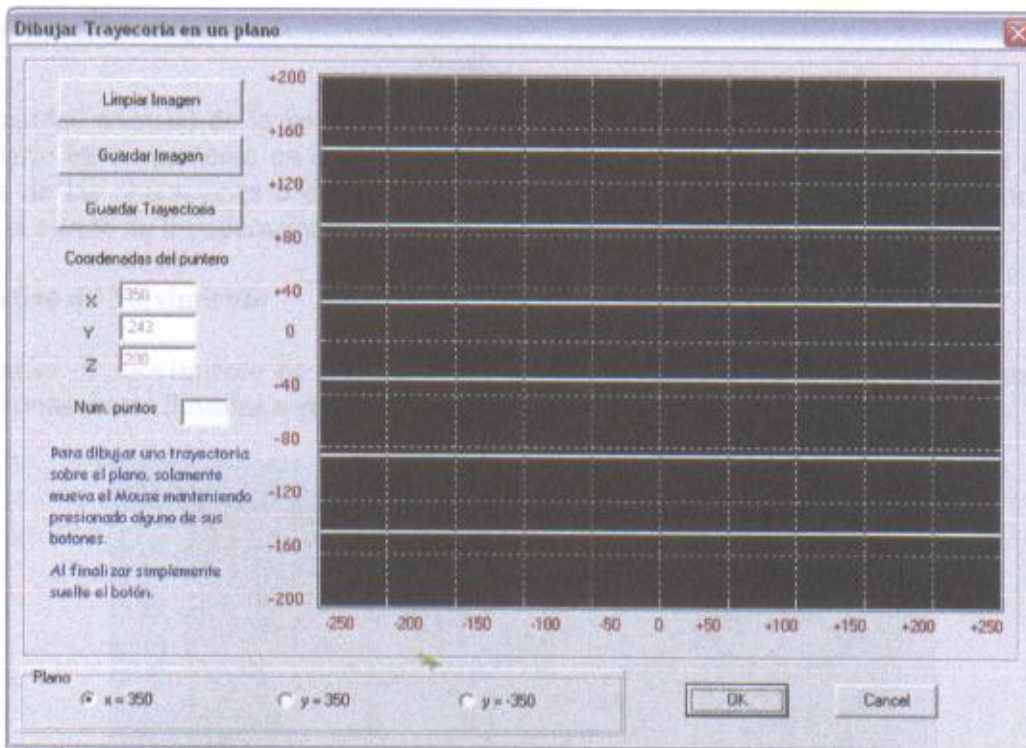 Dibujar Trayecoria en un plano
Limpiar Imagen
Guardar Imagen
Guardar Trayectoria
Coordenadas del puntero
X 350
Y -243
Z 200
Num. puntos
Para dibujar una trayectoria
sobre el plano, solamente
mueva el Mouse manteniendo
presionado alguno de sus
botones.
Al finalizar simplemente
suelte el botón.
+200
+160
+120
+80
+40
0
-40
-80
-120
-160
-200
-250 -200 -150 -100 -50 0 +50 +100 +150 +200 +250
Plano
x = 350 y = 350 y = -350
OK Cancel